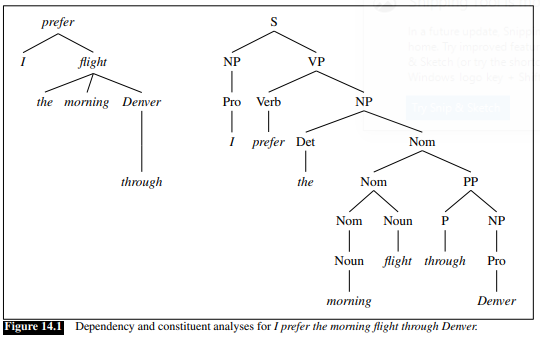 prefer S
I flight NP VP
the morning Denver Pro Verb NP
I prefer Det Nom
through the Nom PP
Nom Noun P NP
Noun flight through Pro
morning Denver
Figure 14.1 Dependency and constituent analyses for I prefer the morning flight through Denver.